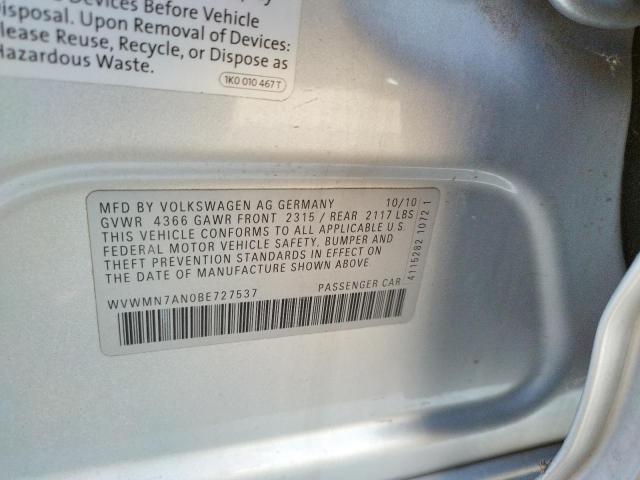 Devices Before Vehicle
Disposal. Upon Removal of Devices:
Please Reuse, Recycle, or Dispose as
Hazardous Waste.
1K0 010 467 T
MFD BY VOLKSWAGEN AG GERMANY 10/10
GVWR 4366 GAWR FRONT 2315 / REAR 2117 LBS
THIS VEHICLE CONFORMS TO ALL APPLICABLE U.S.
FEDERAL MOTOR VEHICLE SAFETY, BUMPER AND
THEFT PREVENTION STANDARDS IN EFFECT ON
THE DATE OF MANUFACTURE SHOWN ABOVE.
WVWMN7AN0BE727537 PASSENGER CAR
4115282 1072 1